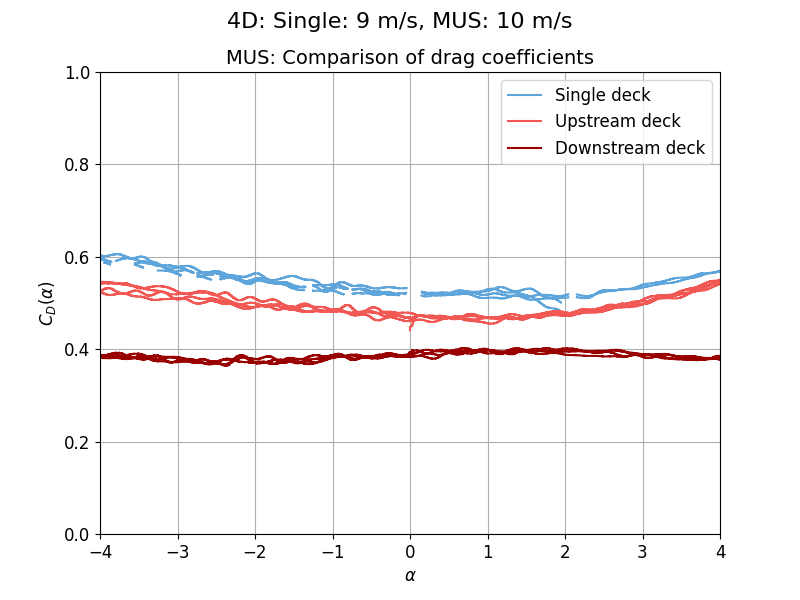 4D: Single: 9 m/s, MUS: 10 m/s
MUS: Comparison of drag coefficients
1.0
0.8
0.6
0.4
0.2
0.0
C_D(α)
Single deck
Upstream deck
Downstream deck
−4 −3 −2 −1 0 1 2 3 4
α